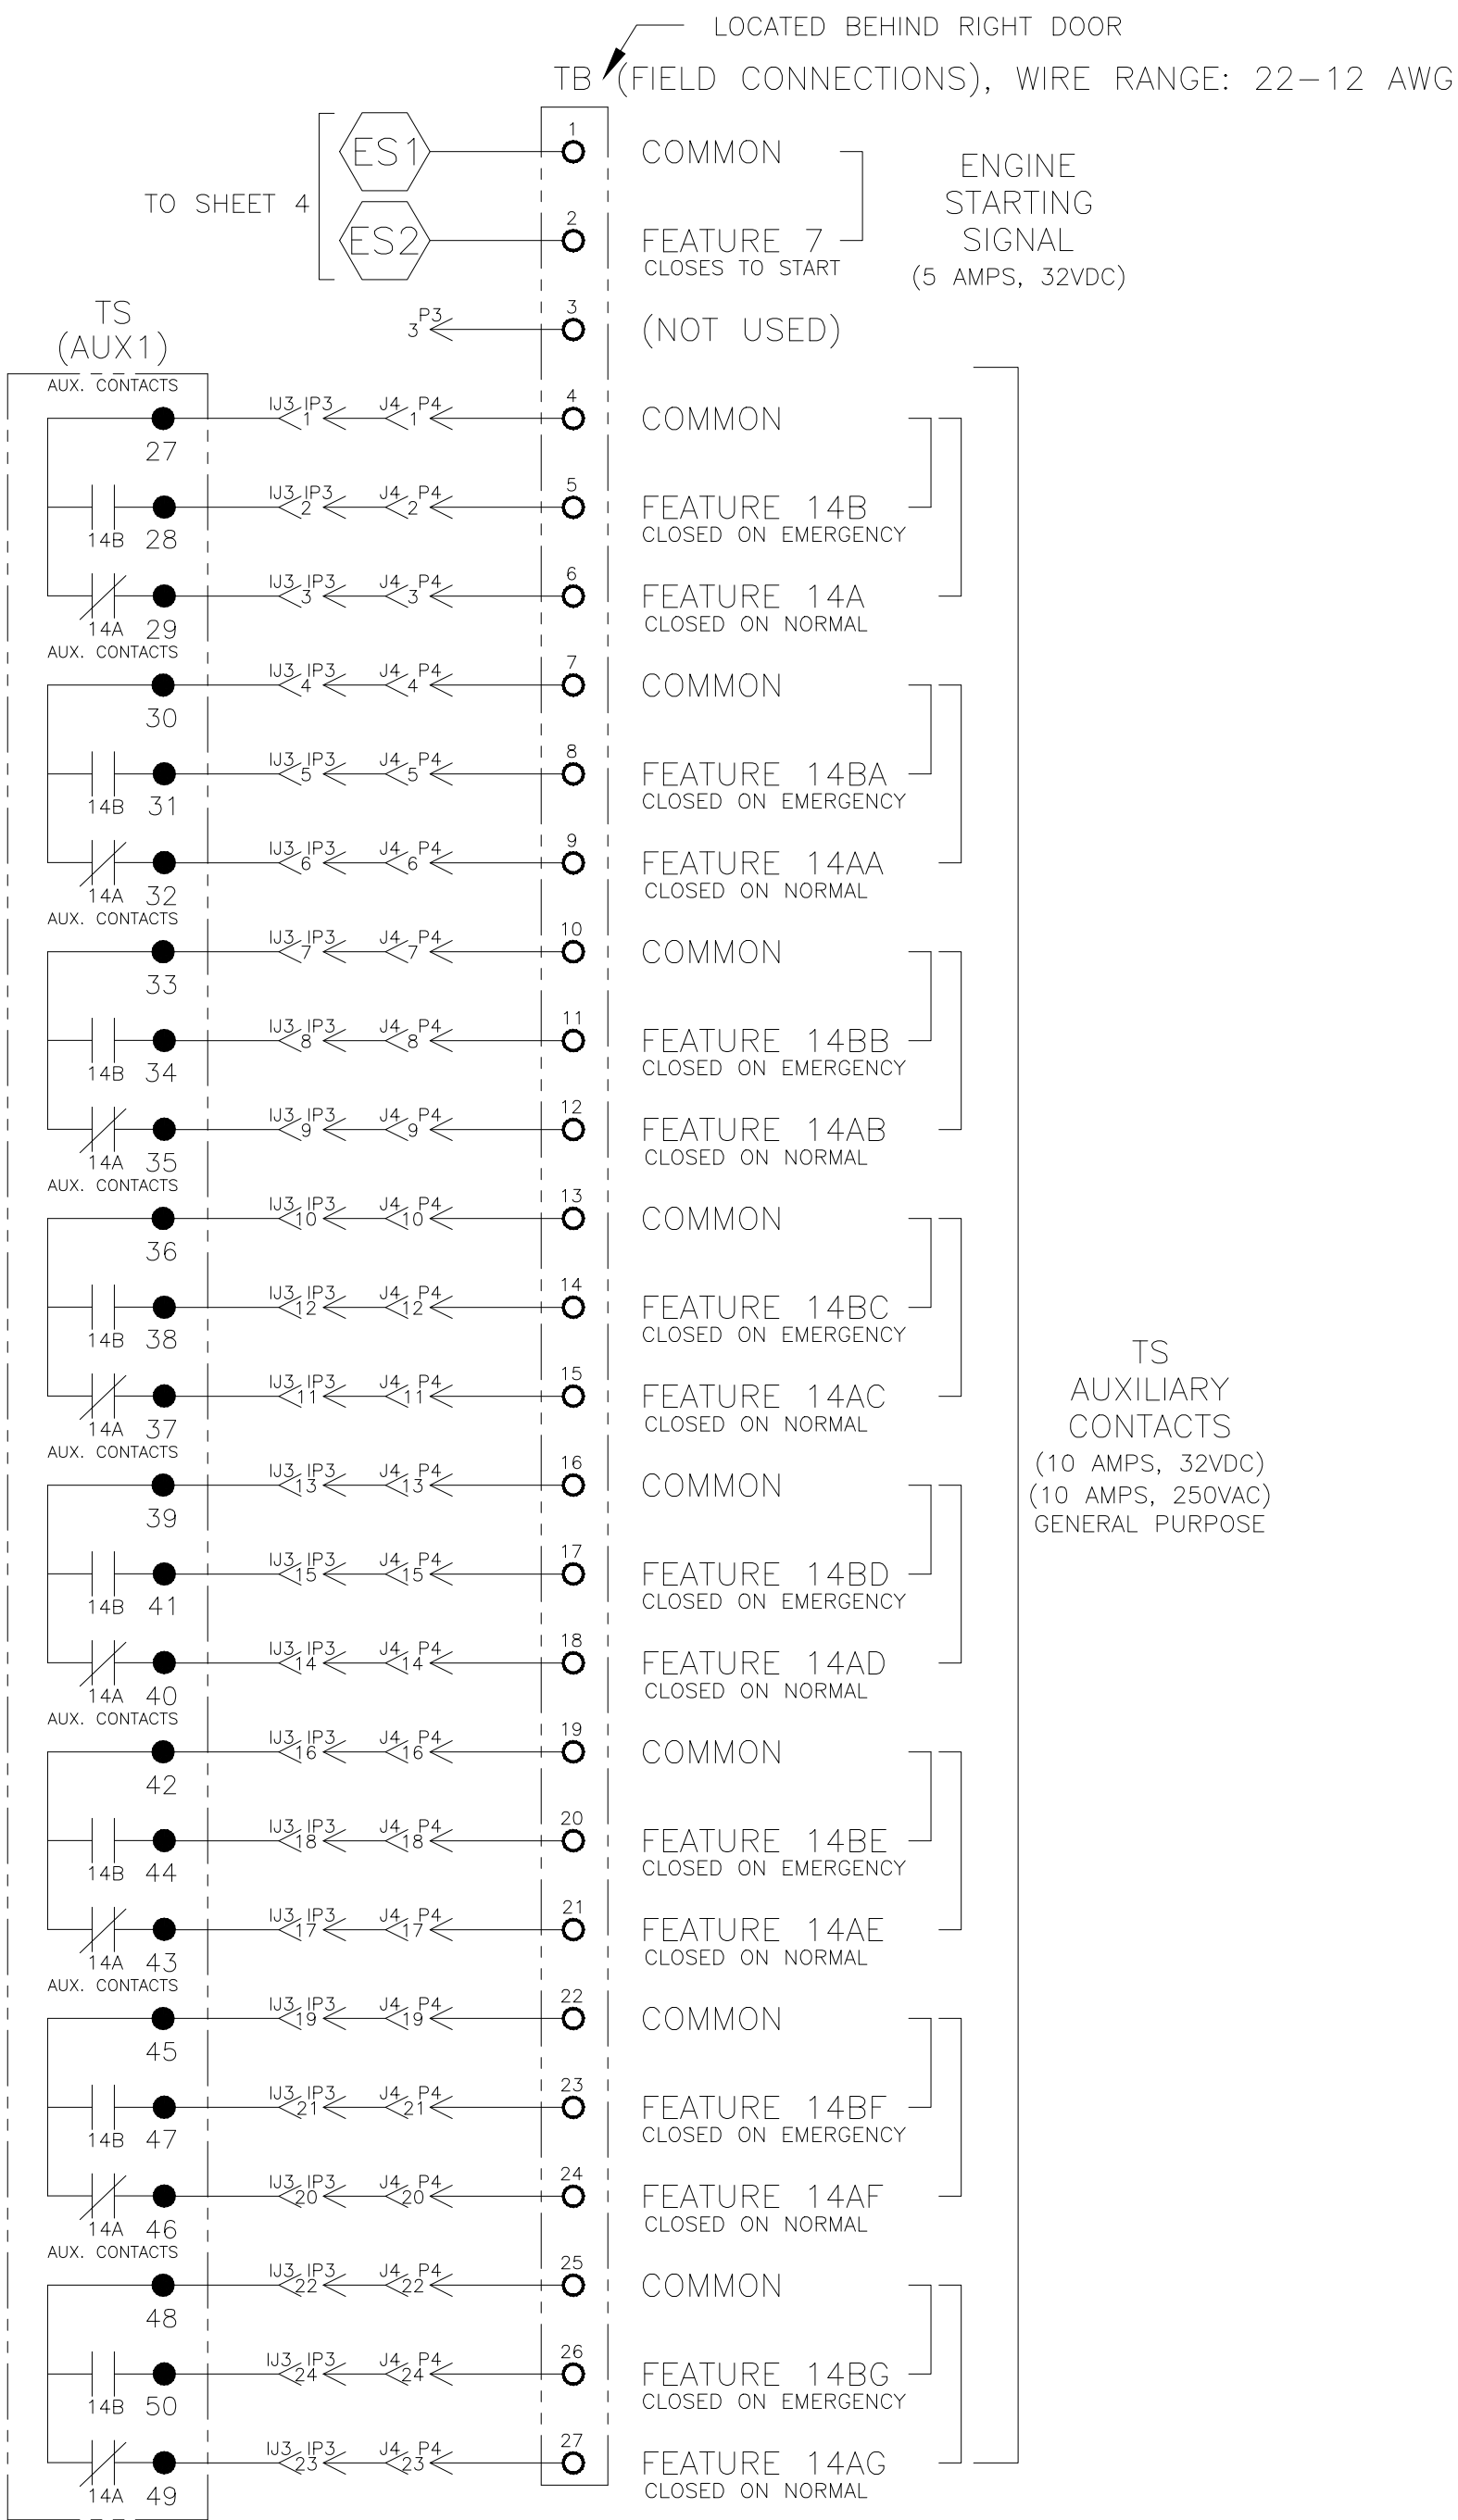 LOCATED BEHIND RIGHT DOOR
TB (FIELD CONNECTIONS), WIRE RANGE: 22-12 AWG
TO SHEET 4
ES1 1 COMMON
ES2 2 FEATURE 7
CLOSES TO START
ENGINE
STARTING
SIGNAL
(5 AMPS, 32VDC)
P3 3 3 (NOT USED)
TS
(AUX1)
AUX. CONTACTS
27 IJ3 IP3 1 J4 P4 1 4 COMMON
14B 28 IJ3 IP3 2 J4 P4 2 5 FEATURE 14B
CLOSED ON EMERGENCY
14A 29 IJ3 IP3 3 J4 P4 3 6 FEATURE 14A
CLOSED ON NORMAL
AUX. CONTACTS
30 IJ3 IP3 4 J4 P4 4 7 COMMON
14B 31 IJ3 IP3 5 J4 P4 5 8 FEATURE 14BA
CLOSED ON EMERGENCY
14A 32 IJ3 IP3 6 J4 P4 6 9 FEATURE 14AA
CLOSED ON NORMAL
AUX. CONTACTS
33 IJ3 IP3 7 J4 P4 7 10 COMMON
14B 34 IJ3 IP3 8 J4 P4 8 11 FEATURE 14BB
CLOSED ON EMERGENCY
14A 35 IJ3 IP3 9 J4 P4 9 12 FEATURE 14AB
CLOSED ON NORMAL
AUX. CONTACTS
36 IJ3 IP3 10 J4 P4 10 13 COMMON
14B 38 IJ3 IP3 12 J4 P4 12 14 FEATURE 14BC
CLOSED ON EMERGENCY
14A 37 IJ3 IP3 11 J4 P4 11 15 FEATURE 14AC
CLOSED ON NORMAL
AUX. CONTACTS
39 IJ3 IP3 13 J4 P4 13 16 COMMON
14B 41 IJ3 IP3 15 J4 P4 15 17 FEATURE 14BD
CLOSED ON EMERGENCY
14A 40 IJ3 IP3 14 J4 P4 14 18 FEATURE 14AD
CLOSED ON NORMAL
AUX. CONTACTS
42 IJ3 IP3 16 J4 P4 16 19 COMMON
14B 44 IJ3 IP3 18 J4 P4 18 20 FEATURE 14BE
CLOSED ON EMERGENCY
14A 43 IJ3 IP3 17 J4 P4 17 21 FEATURE 14AE
CLOSED ON NORMAL
AUX. CONTACTS
45 IJ3 IP3 19 J4 P4 19 22 COMMON
14B 47 IJ3 IP3 21 J4 P4 21 23 FEATURE 14BF
CLOSED ON EMERGENCY
14A 46 IJ3 IP3 20 J4 P4 20 24 FEATURE 14AF
CLOSED ON NORMAL
AUX. CONTACTS
48 IJ3 IP3 22 J4 P4 22 25 COMMON
14B 50 IJ3 IP3 24 J4 P4 24 26 FEATURE 14BG
CLOSED ON EMERGENCY
14A 49 IJ3 IP3 23 J4 P4 23 27 FEATURE 14AG
CLOSED ON NORMAL
TS
AUXILIARY
CONTACTS
(10 AMPS, 32VDC)
(10 AMPS, 250VAC)
GENERAL PURPOSE